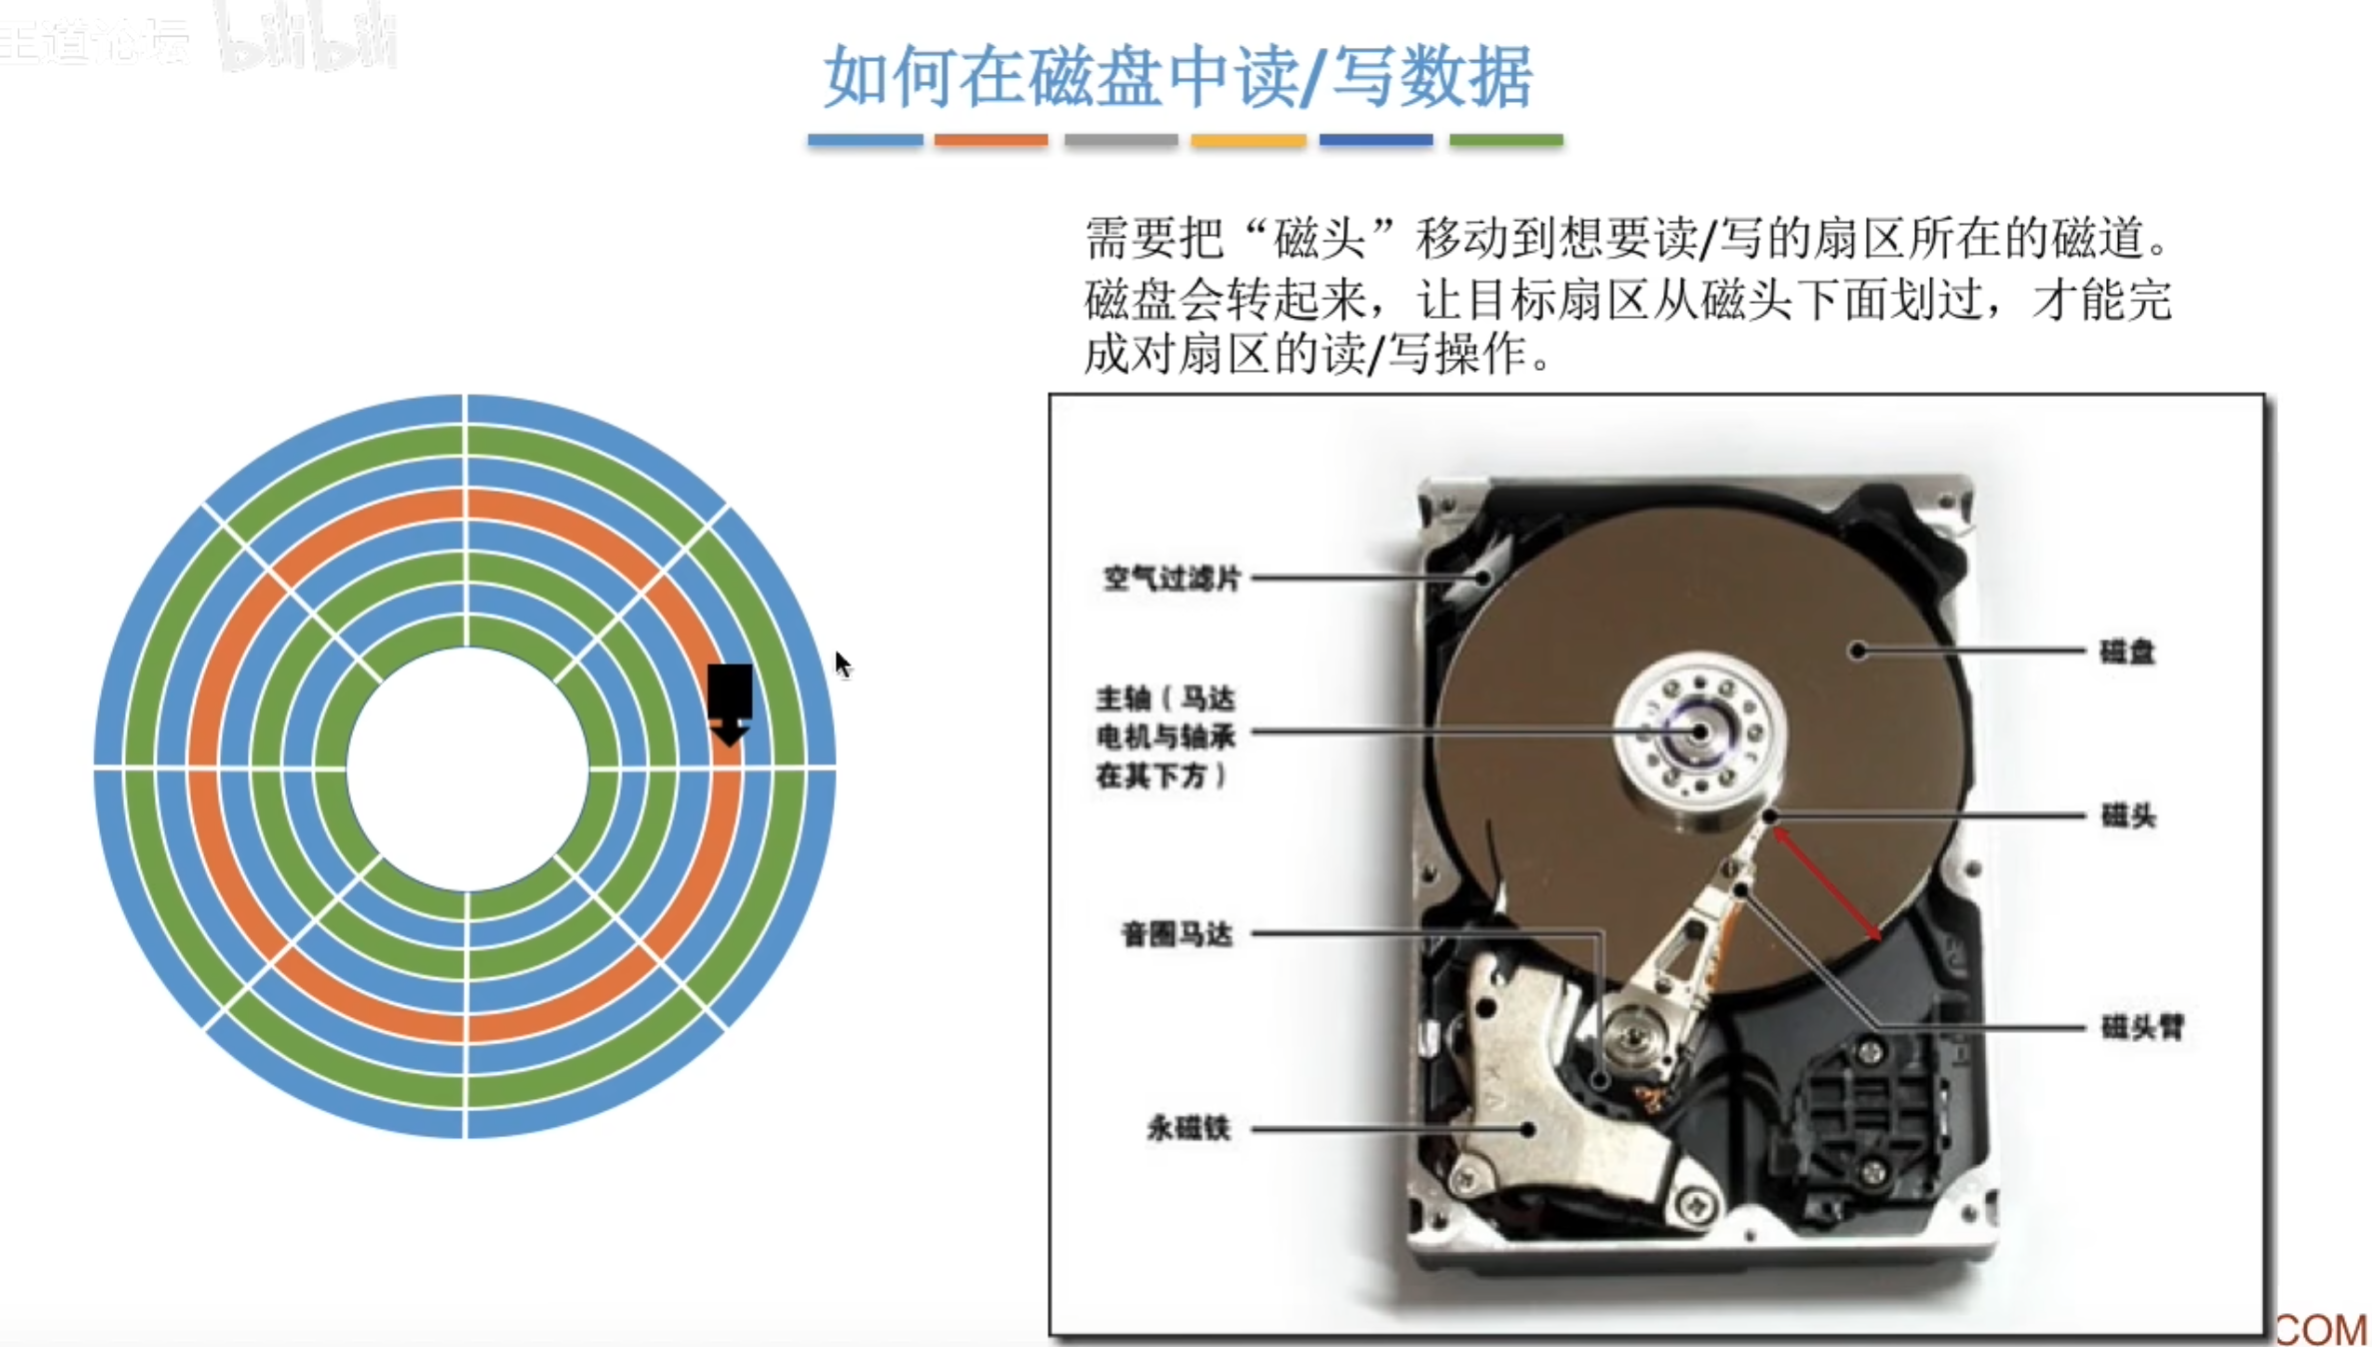 王道论坛 bilibili
如何在磁盘中读/写数据
需要把“磁头”移动到想要读/写的扇区所在的磁道。
磁盘会转起来，让目标扇区从磁头下面划过，才能完
成对扇区的读/写操作。
空气过滤片
磁盘
主轴（马达
电机与轴承
在其下方）
磁头
音圈马达
磁头臂
永磁铁
KA
COM